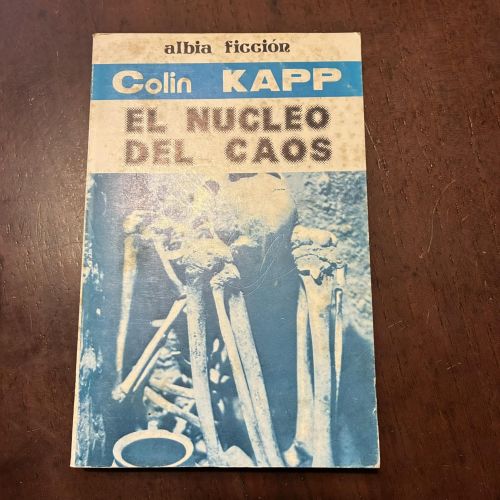 albia ficción
Colin KAPP
EL NUCLEO
DEL CAOS